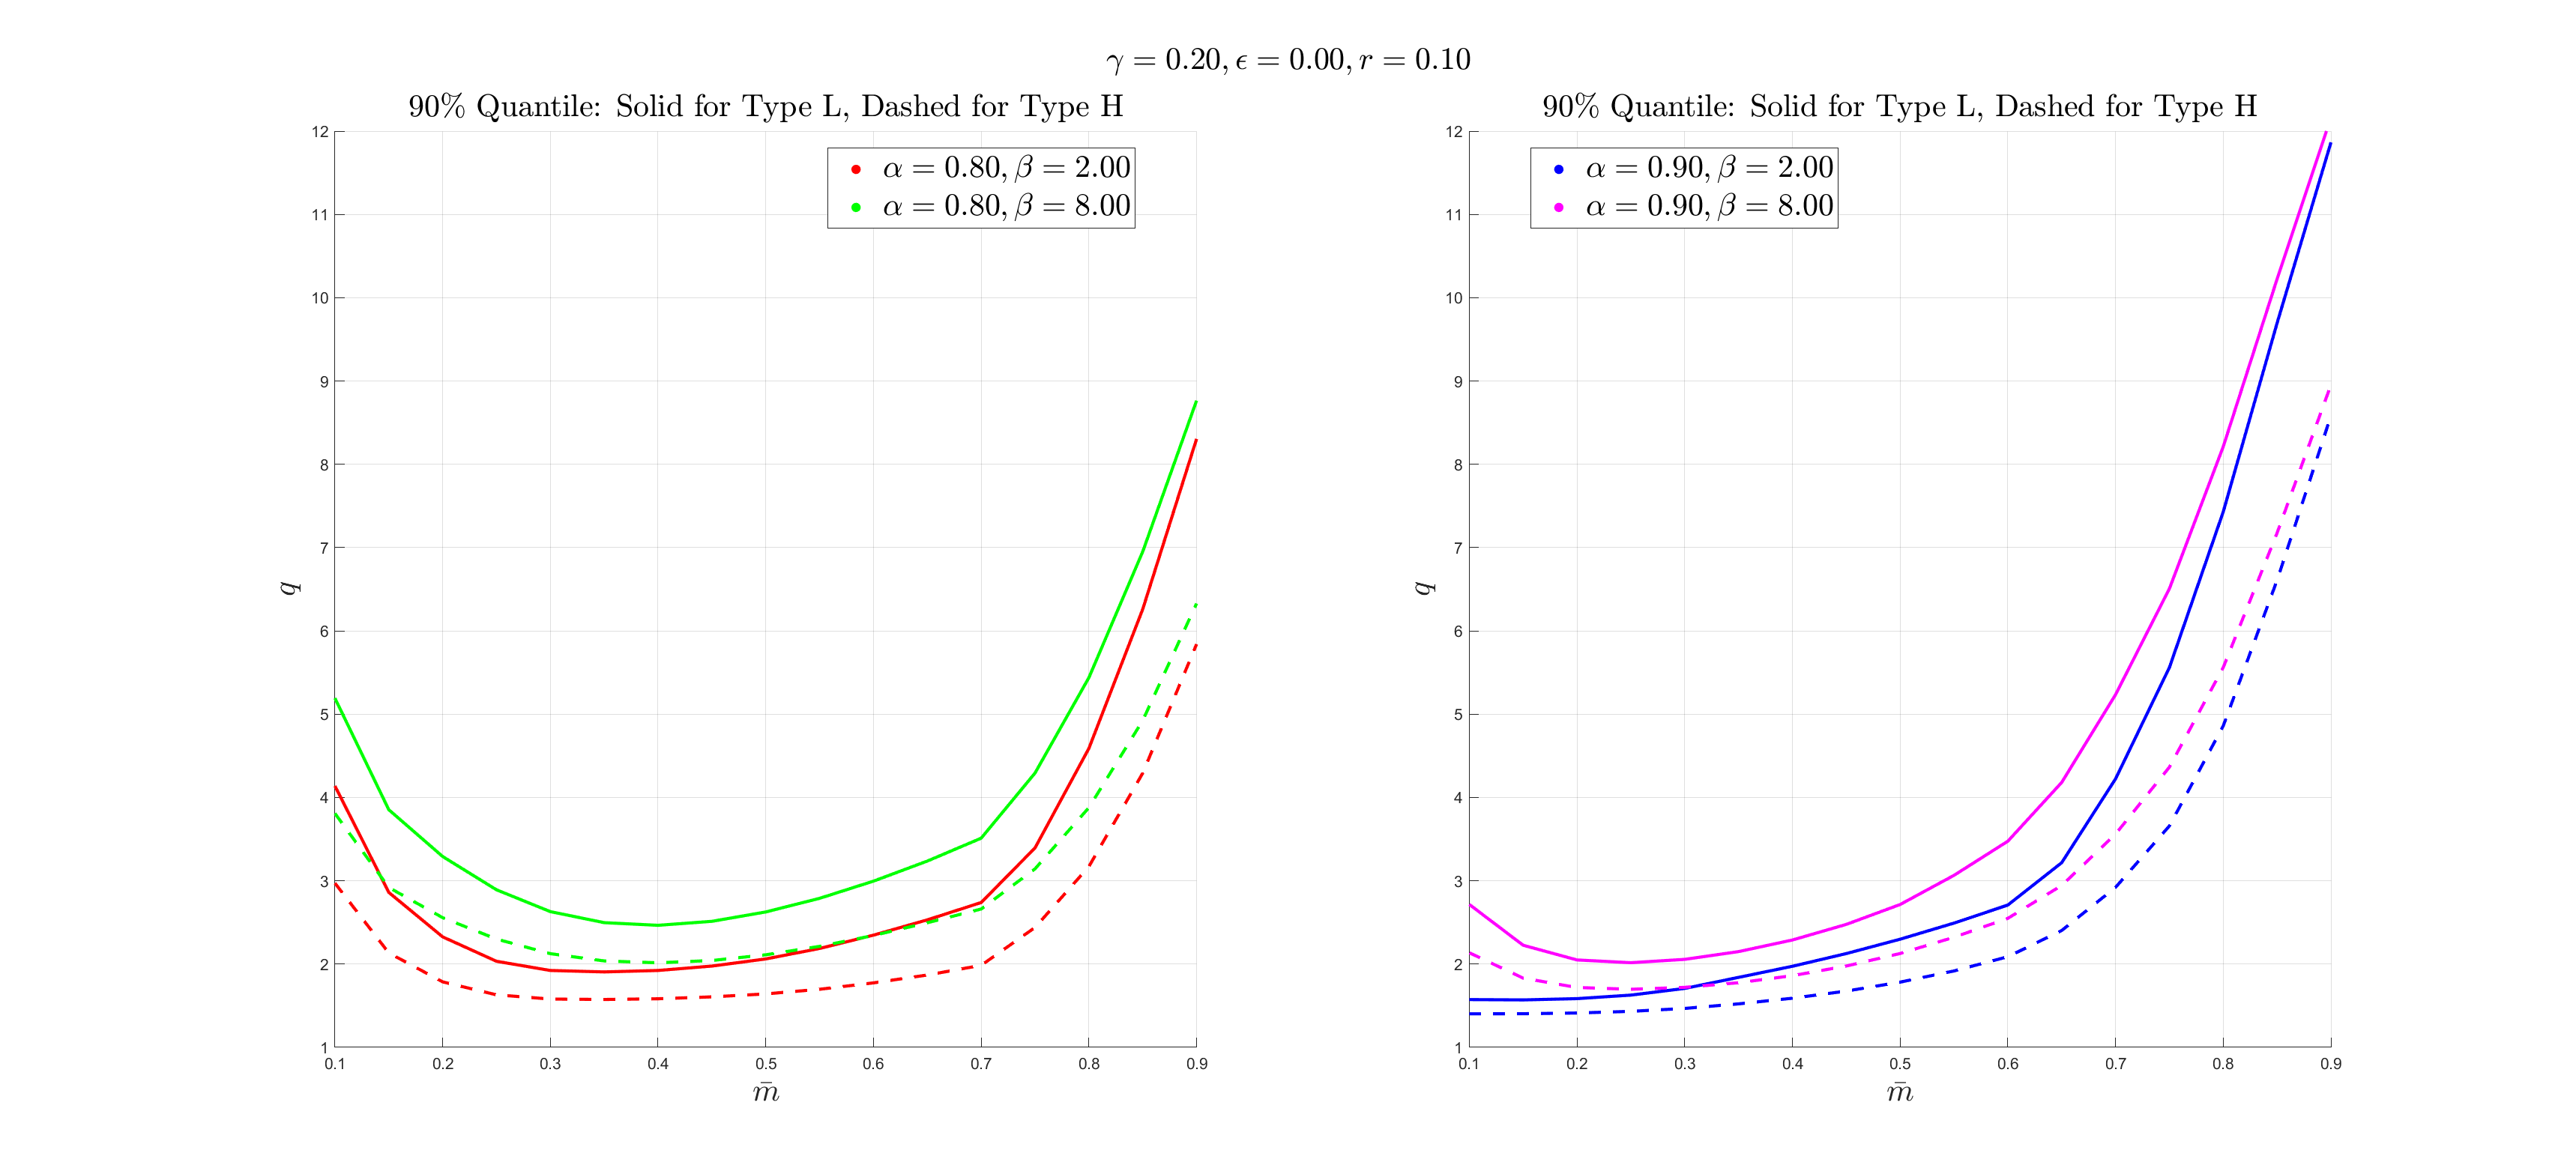 γ = 0.20, ϵ = 0.00, r = 0.10
90% Quantile: Solid for Type L, Dashed for Type H
12
11
10
9
8
7
6
5
4
3
2
1
q
α = 0.80, β = 2.00
α = 0.80, β = 8.00
0.1 0.2 0.3 0.4 0.5 0.6 0.7 0.8 0.9
m̄
90% Quantile: Solid for Type L, Dashed for Type H
12
11
10
9
8
7
6
5
4
3
2
1
q
α = 0.90, β = 2.00
α = 0.90, β = 8.00
0.1 0.2 0.3 0.4 0.5 0.6 0.7 0.8 0.9
m̄